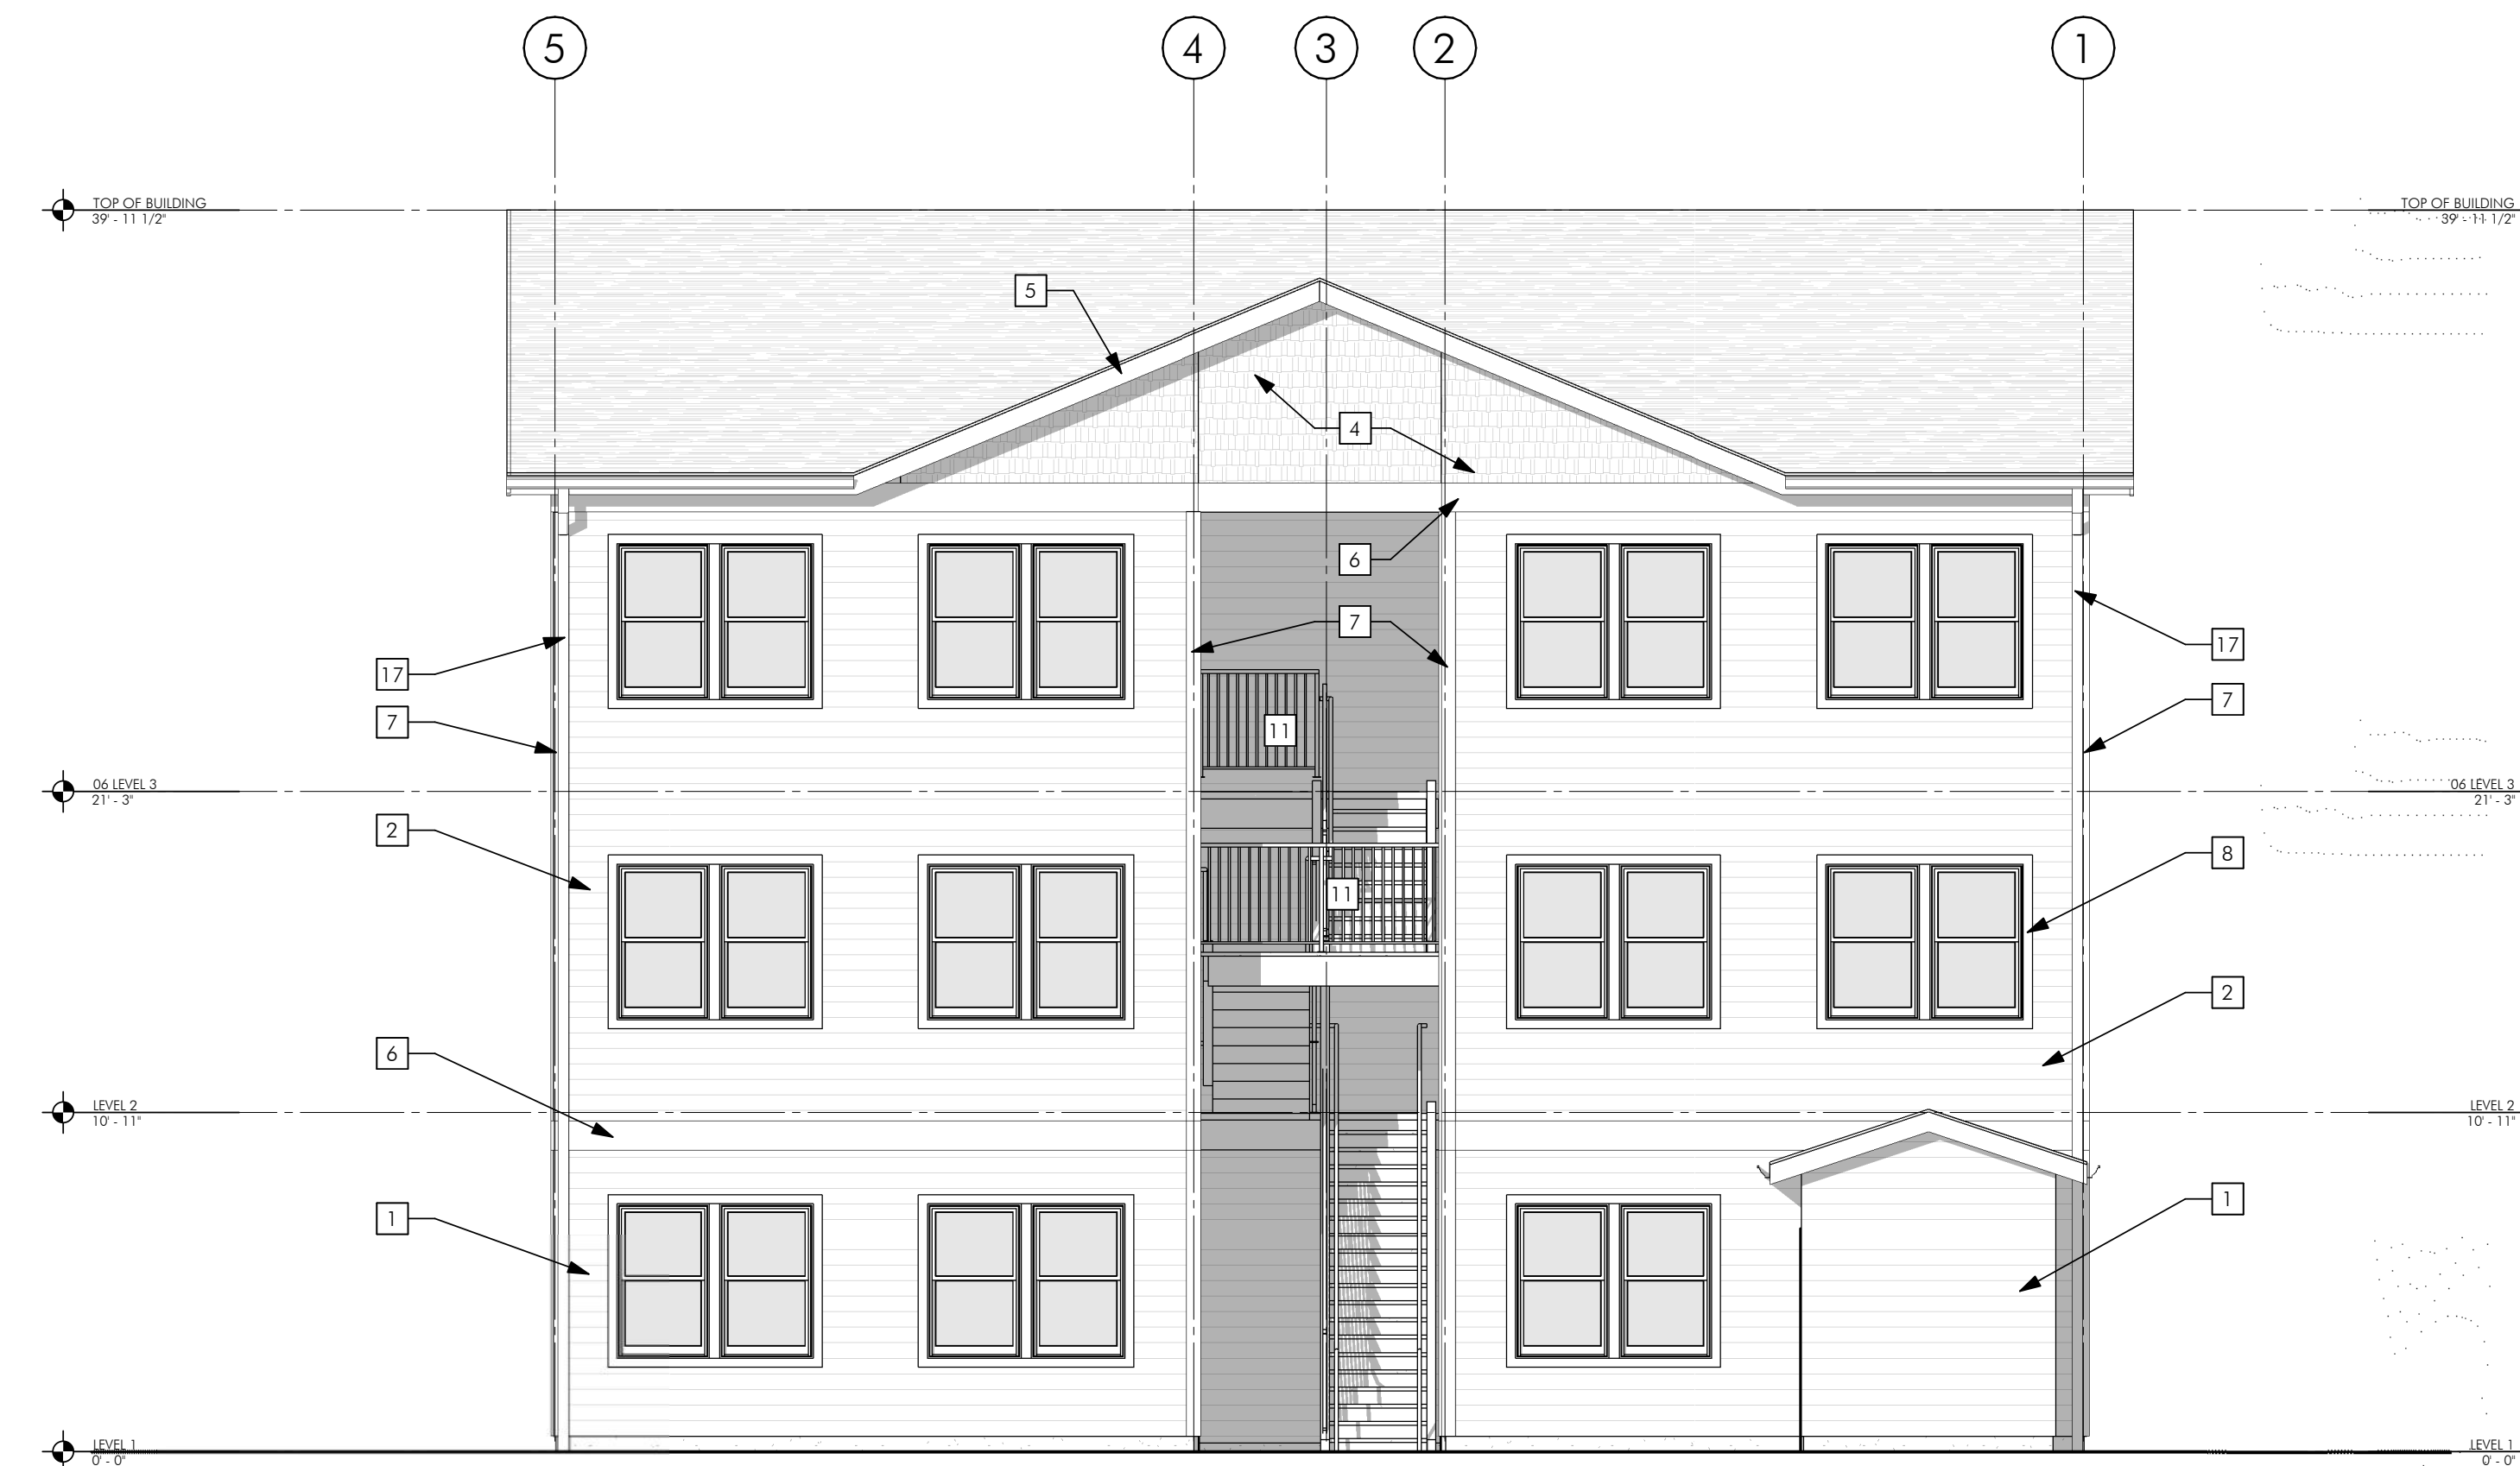 5 4 3 2 1
TOP OF BUILDING
39' - 11 1/2"
TOP OF BUILDING
39' - 11 1/2"
5
4
6
7
17
17
7
7
11
06 LEVEL 3
21' - 3"
06 LEVEL 3
21' - 3"
2
8
11
2
6
LEVEL 2
10' - 11"
LEVEL 2
10' - 11"
1
1
LEVEL 1
0' - 0"
LEVEL 1
0' - 0"